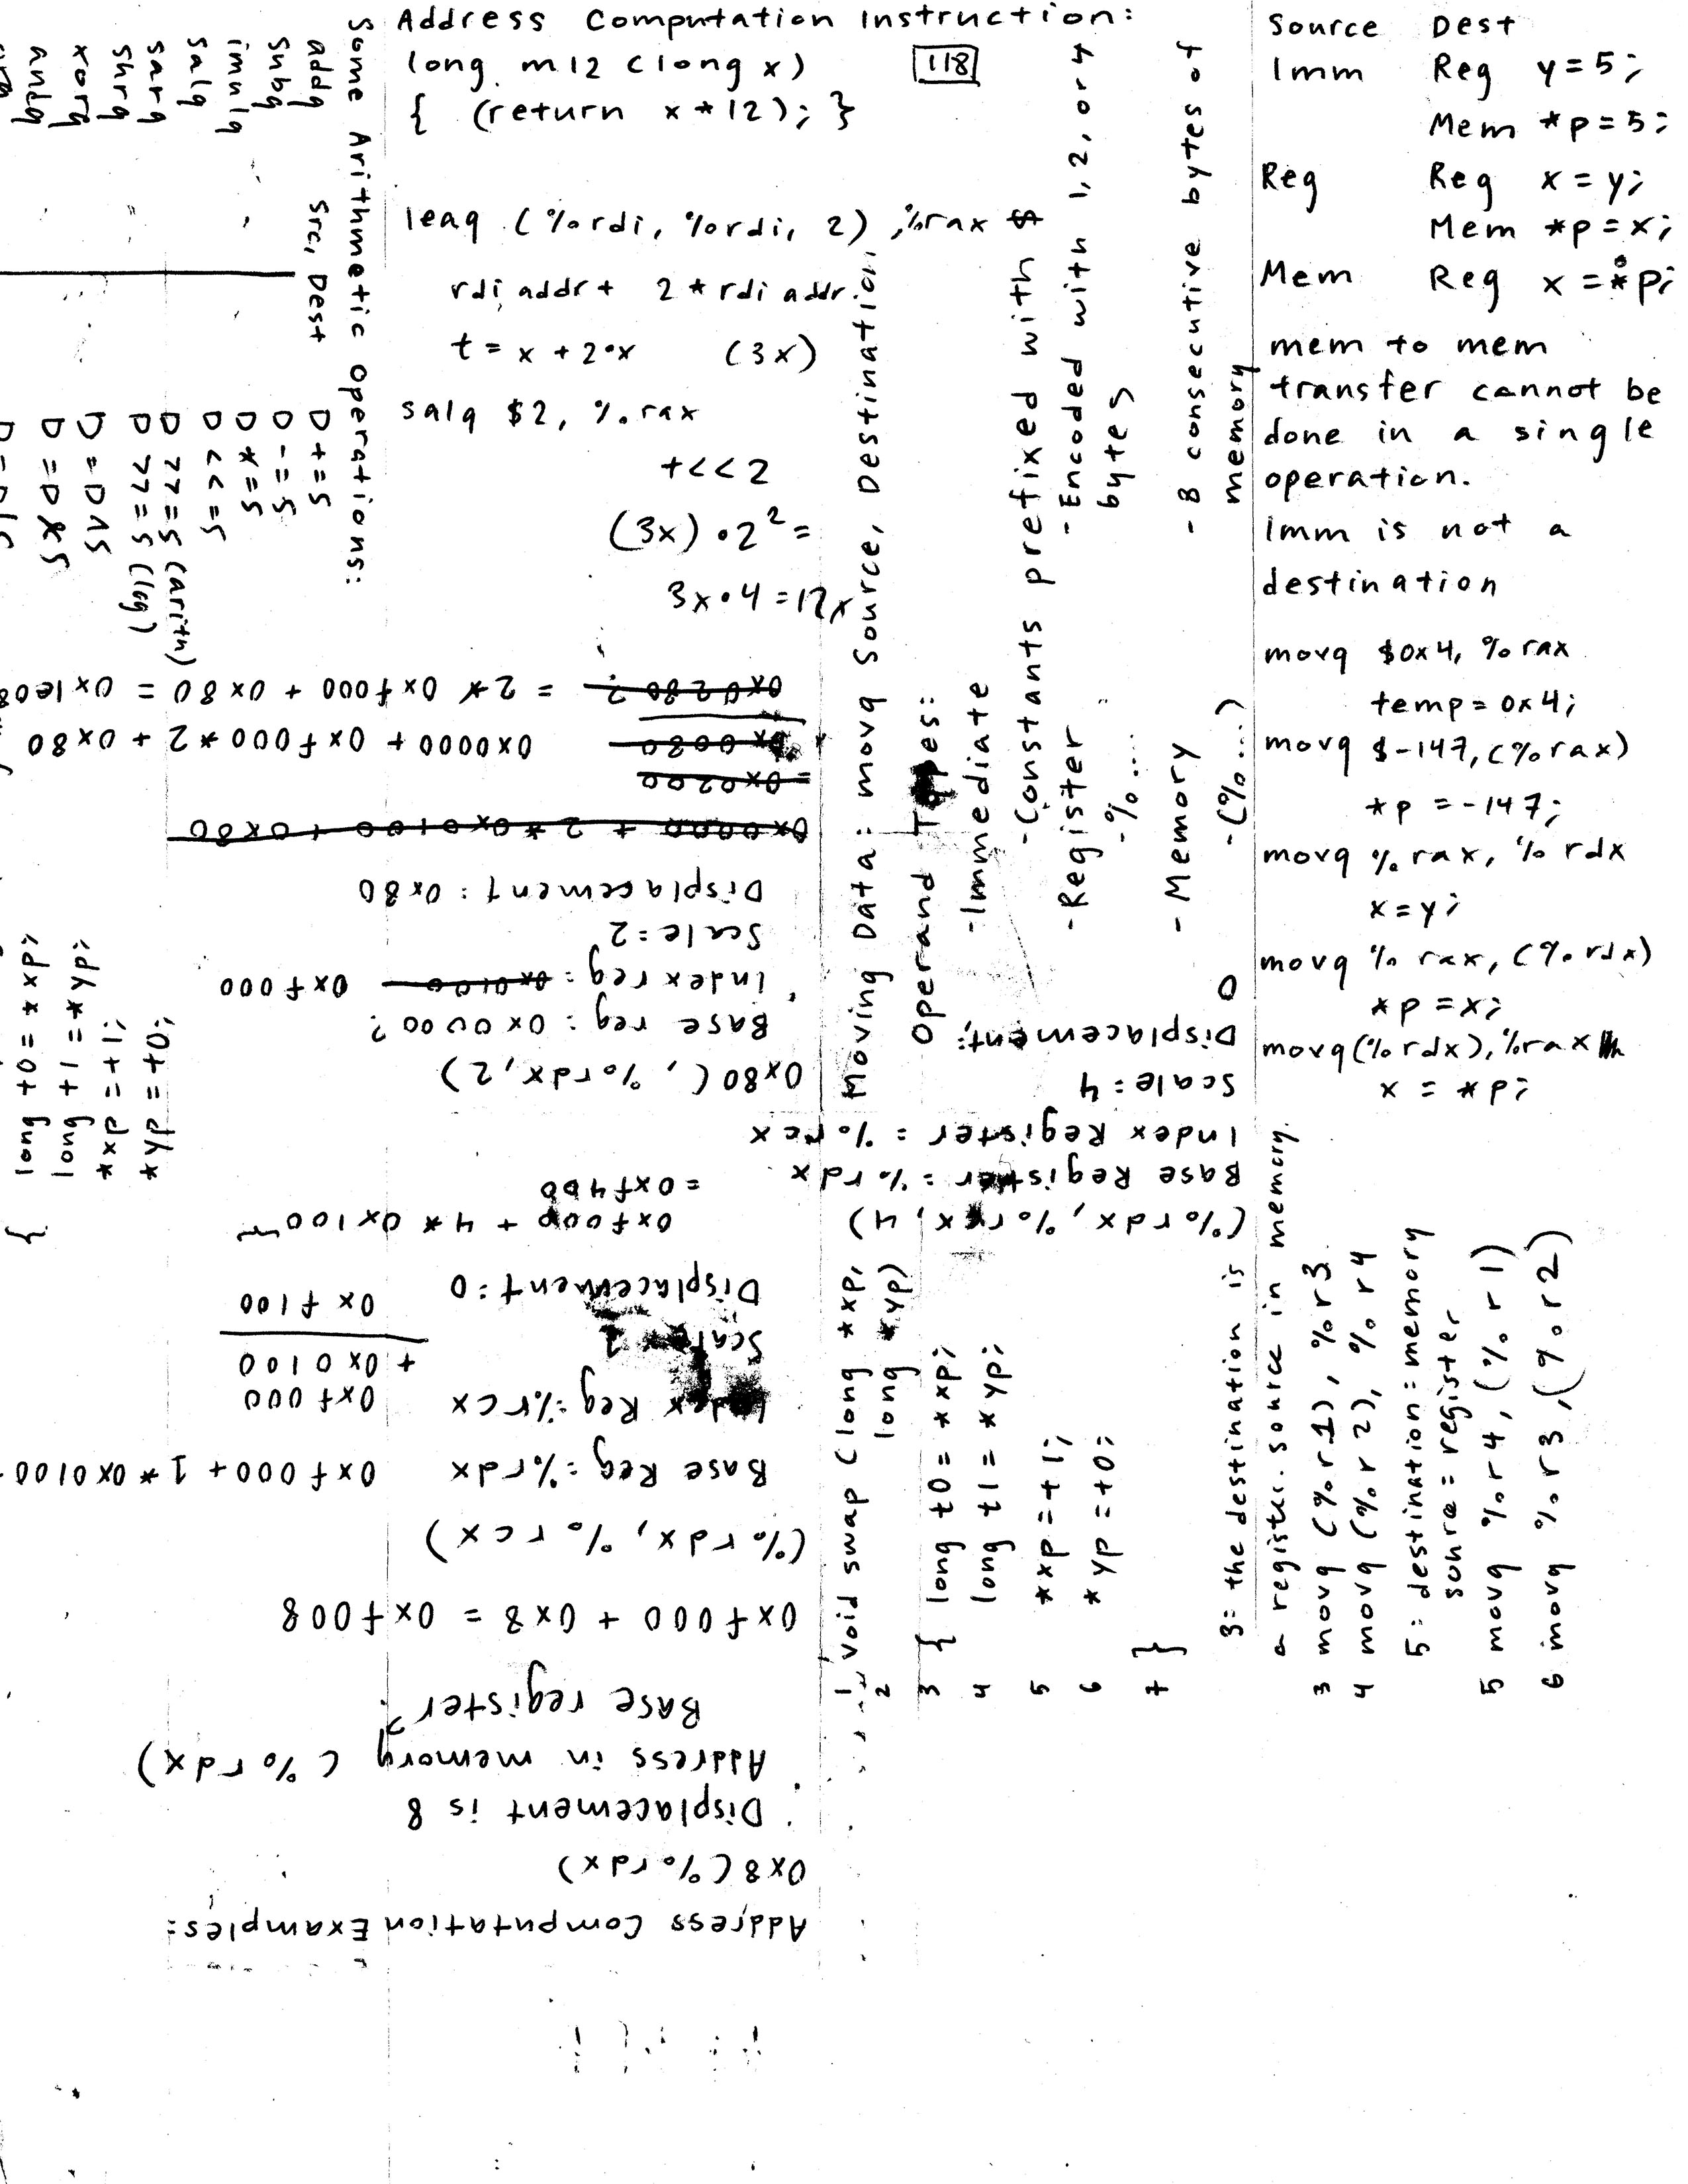 Address Computation Instruction:
long m12 (long x)
118
{ (return x * 12); }
leaq (%rdi, %rdi, 2), %rax
rdi addr + 2 * rdi addr.
t = x + 2•x (3x)
salq $2, %rax
t<<2
(3x) • 2² =
3x • 4 = 12x
Source Dest
Imm Reg y = 5;
Mem *p = 5;
Reg Reg x = y;
Mem *p = x;
Mem Reg x = *p;
mem to mem
transfer cannot be
done in a single
operation.
Imm is not a
destination
movq $0x4, %rax
temp = 0x4;
movq $-147, (%rax)
*p = -147;
movq %rax, %rdx
x = y;
movq %rax, (%rdx)
*p = x;
movq (%rdx), %rax
x = *p;
Some Arithmetic Operations:
Src, Dest
addq D += S
subq D -= S
imulq D *= S
salq D <<= S
sarq D >>= S (arith)
shrq D >>= S (log)
xorq D = D ^ S
andq D = D & S
Moving Data: movq Source, Destination,
Operand Types:
-Immediate
-Constants prefixed with $
-Encoded with 1, 2, or 4
bytes
-Register
-%....
-Memory
- 8 consecutive bytes of
memory
-(%...)
Address Computation Examples:
0x8 (%rdx)
Displacement is 8
Address in memory (%rdx)
Base register?
0xf000 + 0x8 = 0xf008
(%rdx, %rcx)
Base Reg: %rdx 0xf000 + 1 * 0x0100
Index Reg: %rcx 0xf000
+ 0x0100
Scale
0xf100
Displacement: 0
0xf000 + 4 * 0x100
= 0xf400
(%rdx, %rcx, 4)
Base Register = %rdx
Index Register = %rcx
Scale = 4
Displacement: 0
0x80 (, %rdx, 2)
Base reg: 0x0000?
Index reg: 0x0100 0xf000
Scale = 2
Displacement: 0x80
0x0000 + 2 * 0x0100 + 0x80
= 0x0200
0x0080
0x0000 + 0xf000 * 2 + 0x80
0x0280? = 2 * 0xf000 + 0x80 = 0x1e08
1 void swap (long *xp,
2 long *yp)
3 { long t0 = *xp;
4 long t1 = *yp;
5 *xp = t1;
6 *yp = t0;
7 }
3: the destination is
a register. source in memory.
3 movq (%r1), %r3
4 movq (%r2), %r4
5: destination = memory
sohre = register
5 movq %r4, (%r1)
6 movq %r3, (%r2)
long t0 = *xp;
long t1 = *yp;
*xp = t1;
*yp = t0;
}